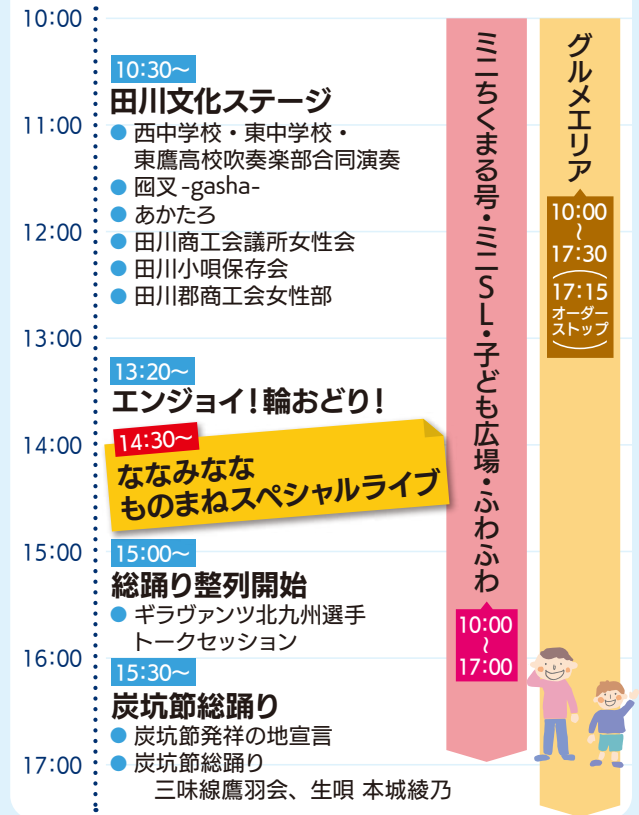 10:00
11:00
12:00
13:00
14:00
15:00
16:00
17:00
10:30〜
田川文化ステージ
● 西中学校・東中学校・
東鷹高校吹奏楽部合同演奏
● 囮叉-gasha-
● あかたろ
● 田川商工会議所女性会
● 田川小唄保存会
● 田川郡商工会女性部
13:20〜
エンジョイ!輪おどり!
14:30〜
ななみなな
ものまねスペシャルライブ
15:00〜
総踊り整列開始
● ギラヴァンツ北九州選手
トークセッション
15:30〜
炭坑節総踊り
● 炭坑節発祥の地宣言
● 炭坑節総踊り
三味線鷹羽会、生唄 本城綾乃
ミニちくまる号・ミニSL・子ども広場・ふわふわ
10:00
〜
17:00
グルメエリア
10:00
〜
17:30
(17:15
オーダー
ストップ)